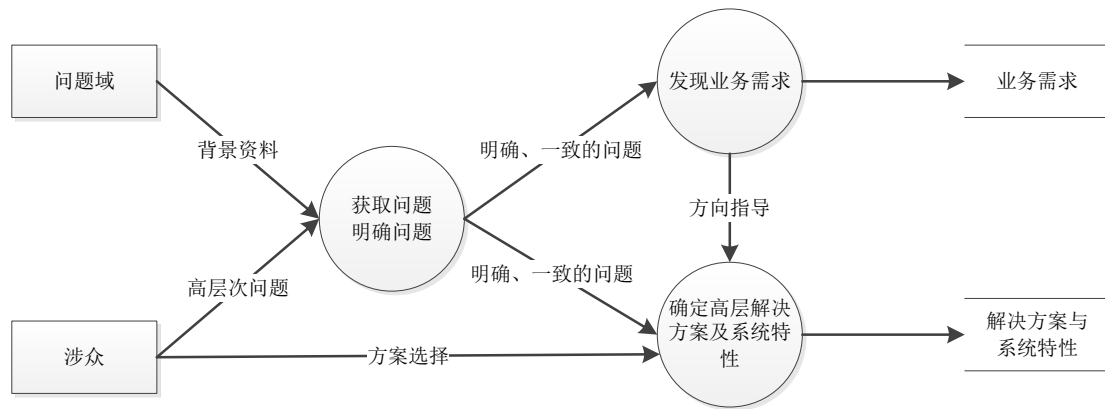 问题域
发现业务需求
业务需求
背景资料
明确、一致的问题
获取问题
明确问题
方向指导
高层次问题
明确、一致的问题
确定高层解决
方案及系统特
性
解决方案与
系统特性
涉众
方案选择